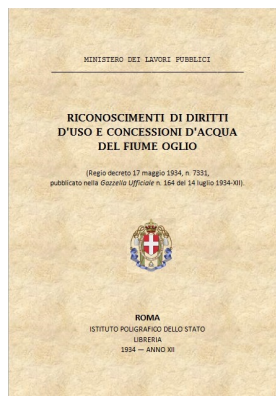 MINISTERO DEI LAVORI PUBBLICI
RICONOSCIMENTI DI DIRITTI
D'USO E CONCESSIONI D'ACQUA
DEL FIUME OGLIO
(Regio decreto 17 maggio 1934, n. 7331,
pubblicato nella Gazzella Ufficiale n. 164 del 14 luglio 1934-XII).
ROMA
ISTITUTO POLIGRAFICO DELLO STATO
LIBRERIA
1934 — ANNO XII